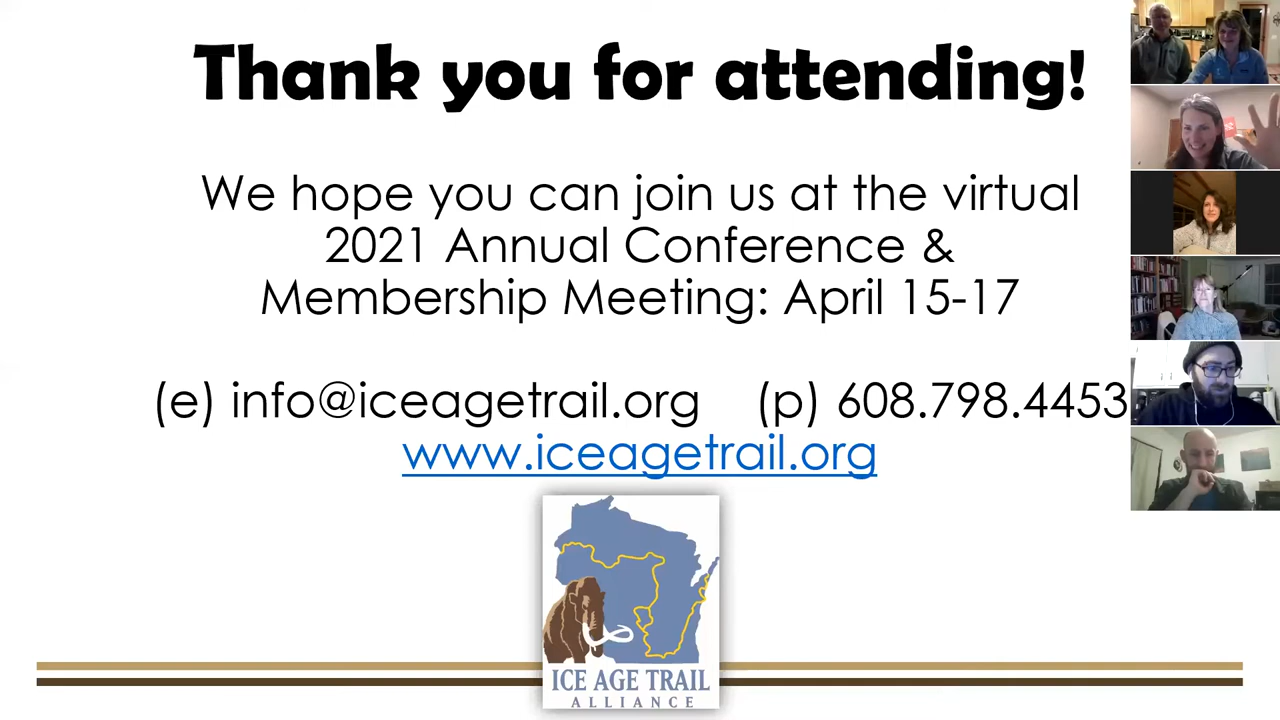 Thank you for attending!
We hope you can join us at the virtual
2021 Annual Conference &
Membership Meeting: April 15-17
(e) info@iceagetrail.org (p) 608.798.4453
www.iceagetrail.org
ICE AGE TRAIL
ALLIANCE